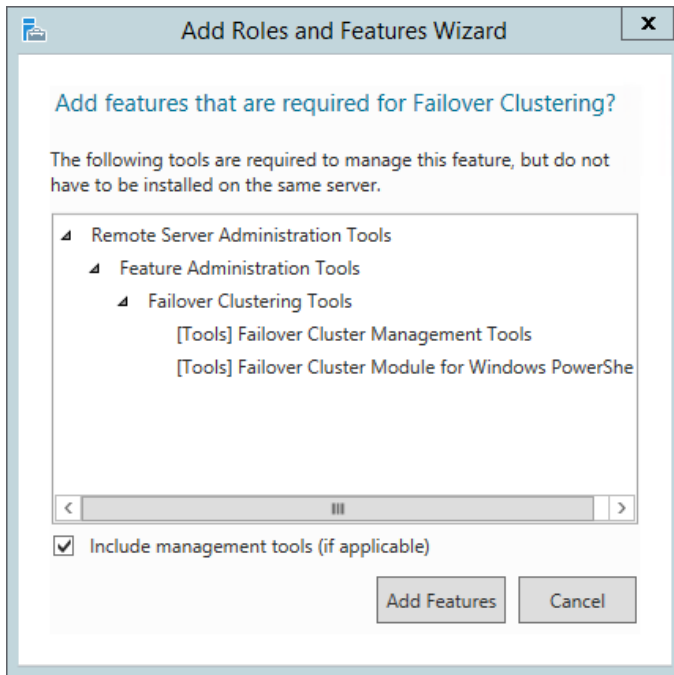 Add Roles and Features Wizard
x
Add features that are required for Failover Clustering?
The following tools are required to manage this feature, but do not
have to be installed on the same server.
Remote Server Administration Tools
Feature Administration Tools
Failover Clustering Tools
[Tools] Failover Cluster Management Tools
[Tools] Failover Cluster Module for Windows PowerShe
Include management tools (if applicable)
Add Features Cancel